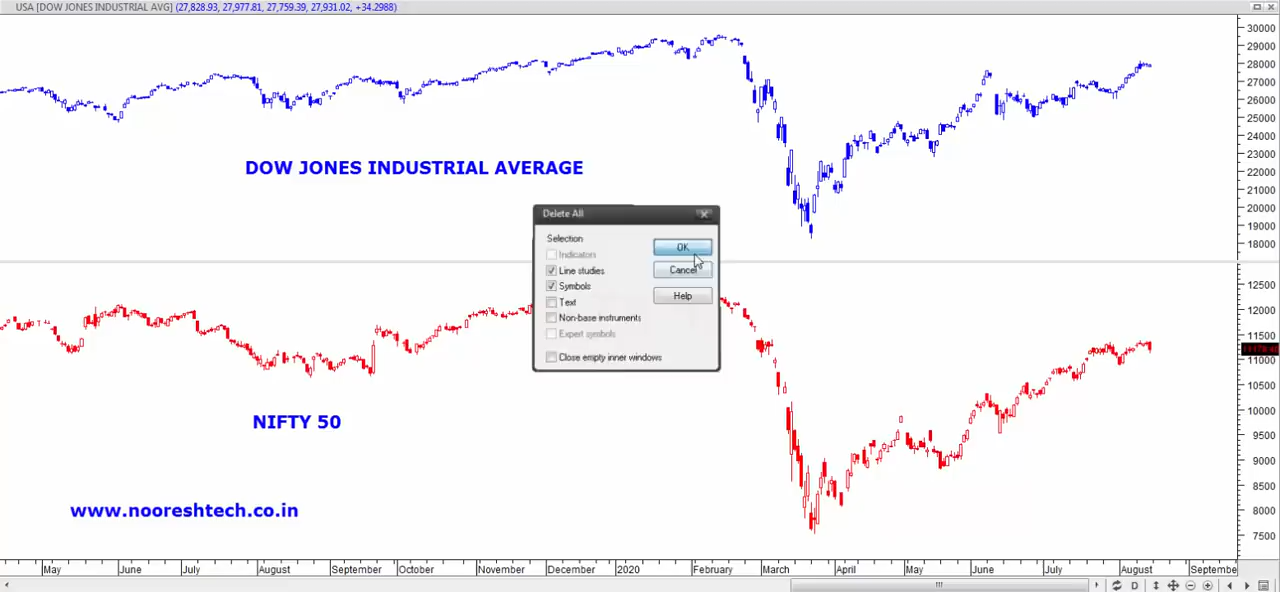 USA [DOW JONES INDUSTRIAL AVG] (27,828.93, 27,977.81, 27,759.39, 27,931.02, +34.2988)
30000
29000
28000
27000
26000
25000
24000
23000
22000
21000
20000
19000
18000
DOW JONES INDUSTRIAL AVERAGE
Delete All
Selection
Indicators
Line studies
Symbols
Text
Non-base instruments
Expert symbols
Close empty inner windows
OK
Cancel
Help
12500
12000
11500
11000
10500
10000
9500
9000
8500
8000
7500
NIFTY 50
www.nooreshtech.co.in
May June July August September October November December 2020 February March April May June July August Septembe
D